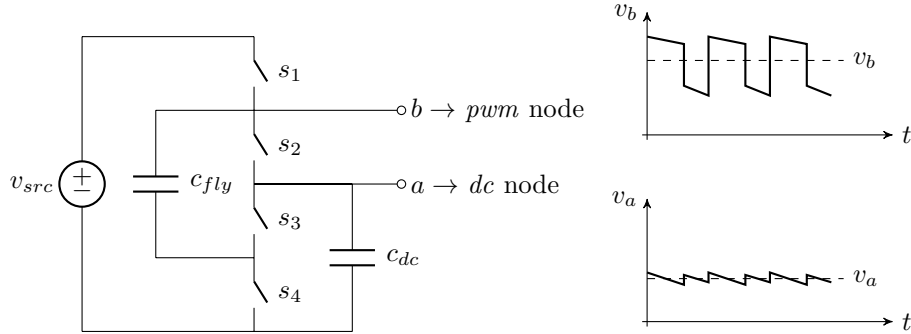 v_b
v_b
t
s_1
b → pwm node
s_2
v_src
c_fly
a → dc node
s_3
v_a
v_a
t
c_dc
s_4